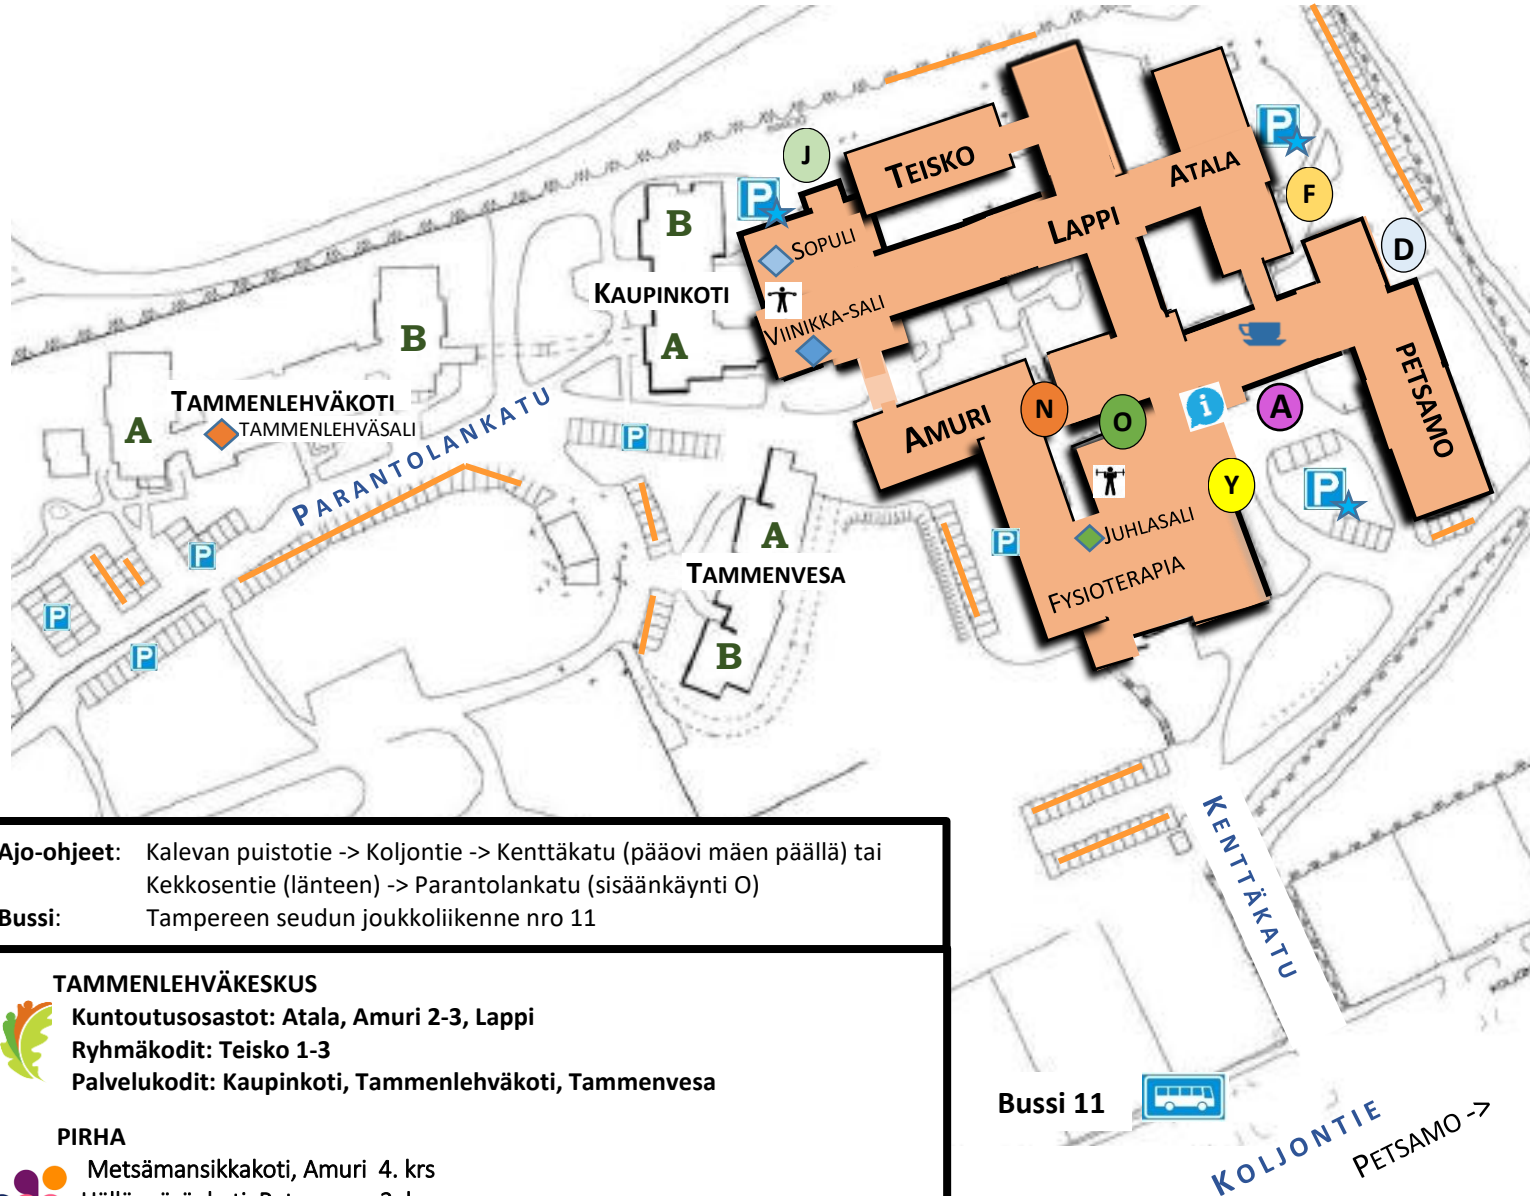 J
TEISKO
ATALA
P
F
P
B
SOPULI
LAPPI
D
KAUPINKOTI
VIINIKKA-SALI
B
A
PETSAMO
TAMMENLEHVÄKOTI
TAMMENLEHVÄSALI
A
PARANTOLANKATU
P
AMURI
N
O
i
A
Y
P
A
JUHLASALI
P
P
TAMMENVESA
FYSIOTERAPIA
P
P
B
KENTTÄKATU
Ajo-ohjeet: Kalevan puistotie -> Koljontie -> Kenttäkatu (pääovi mäen päällä) tai
Kekkosentie (länteen) -> Parantolankatu (sisäänkäynti O)
Bussi: Tampereen seudun joukkoliikenne nro 11
TAMMENLEHVÄKESKUS
Kuntoutusosastot: Atala, Amuri 2-3, Lappi
Ryhmäkodit: Teisko 1-3
Palvelukodit: Kaupinkoti, Tammenlehväkoti, Tammenvesa
PIRHA
Metsämansikkakoti, Amuri 4. krs
Bussi 11
KOLJONTIE
PETSAMO ->